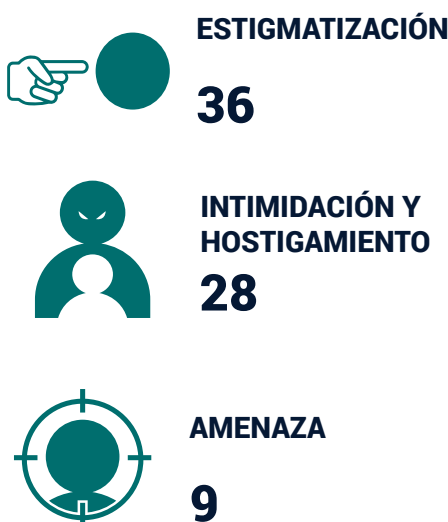 ESTIGMATIZACIÓN
36
INTIMIDACIÓN Y
HOSTIGAMIENTO
28
AMENAZA
9